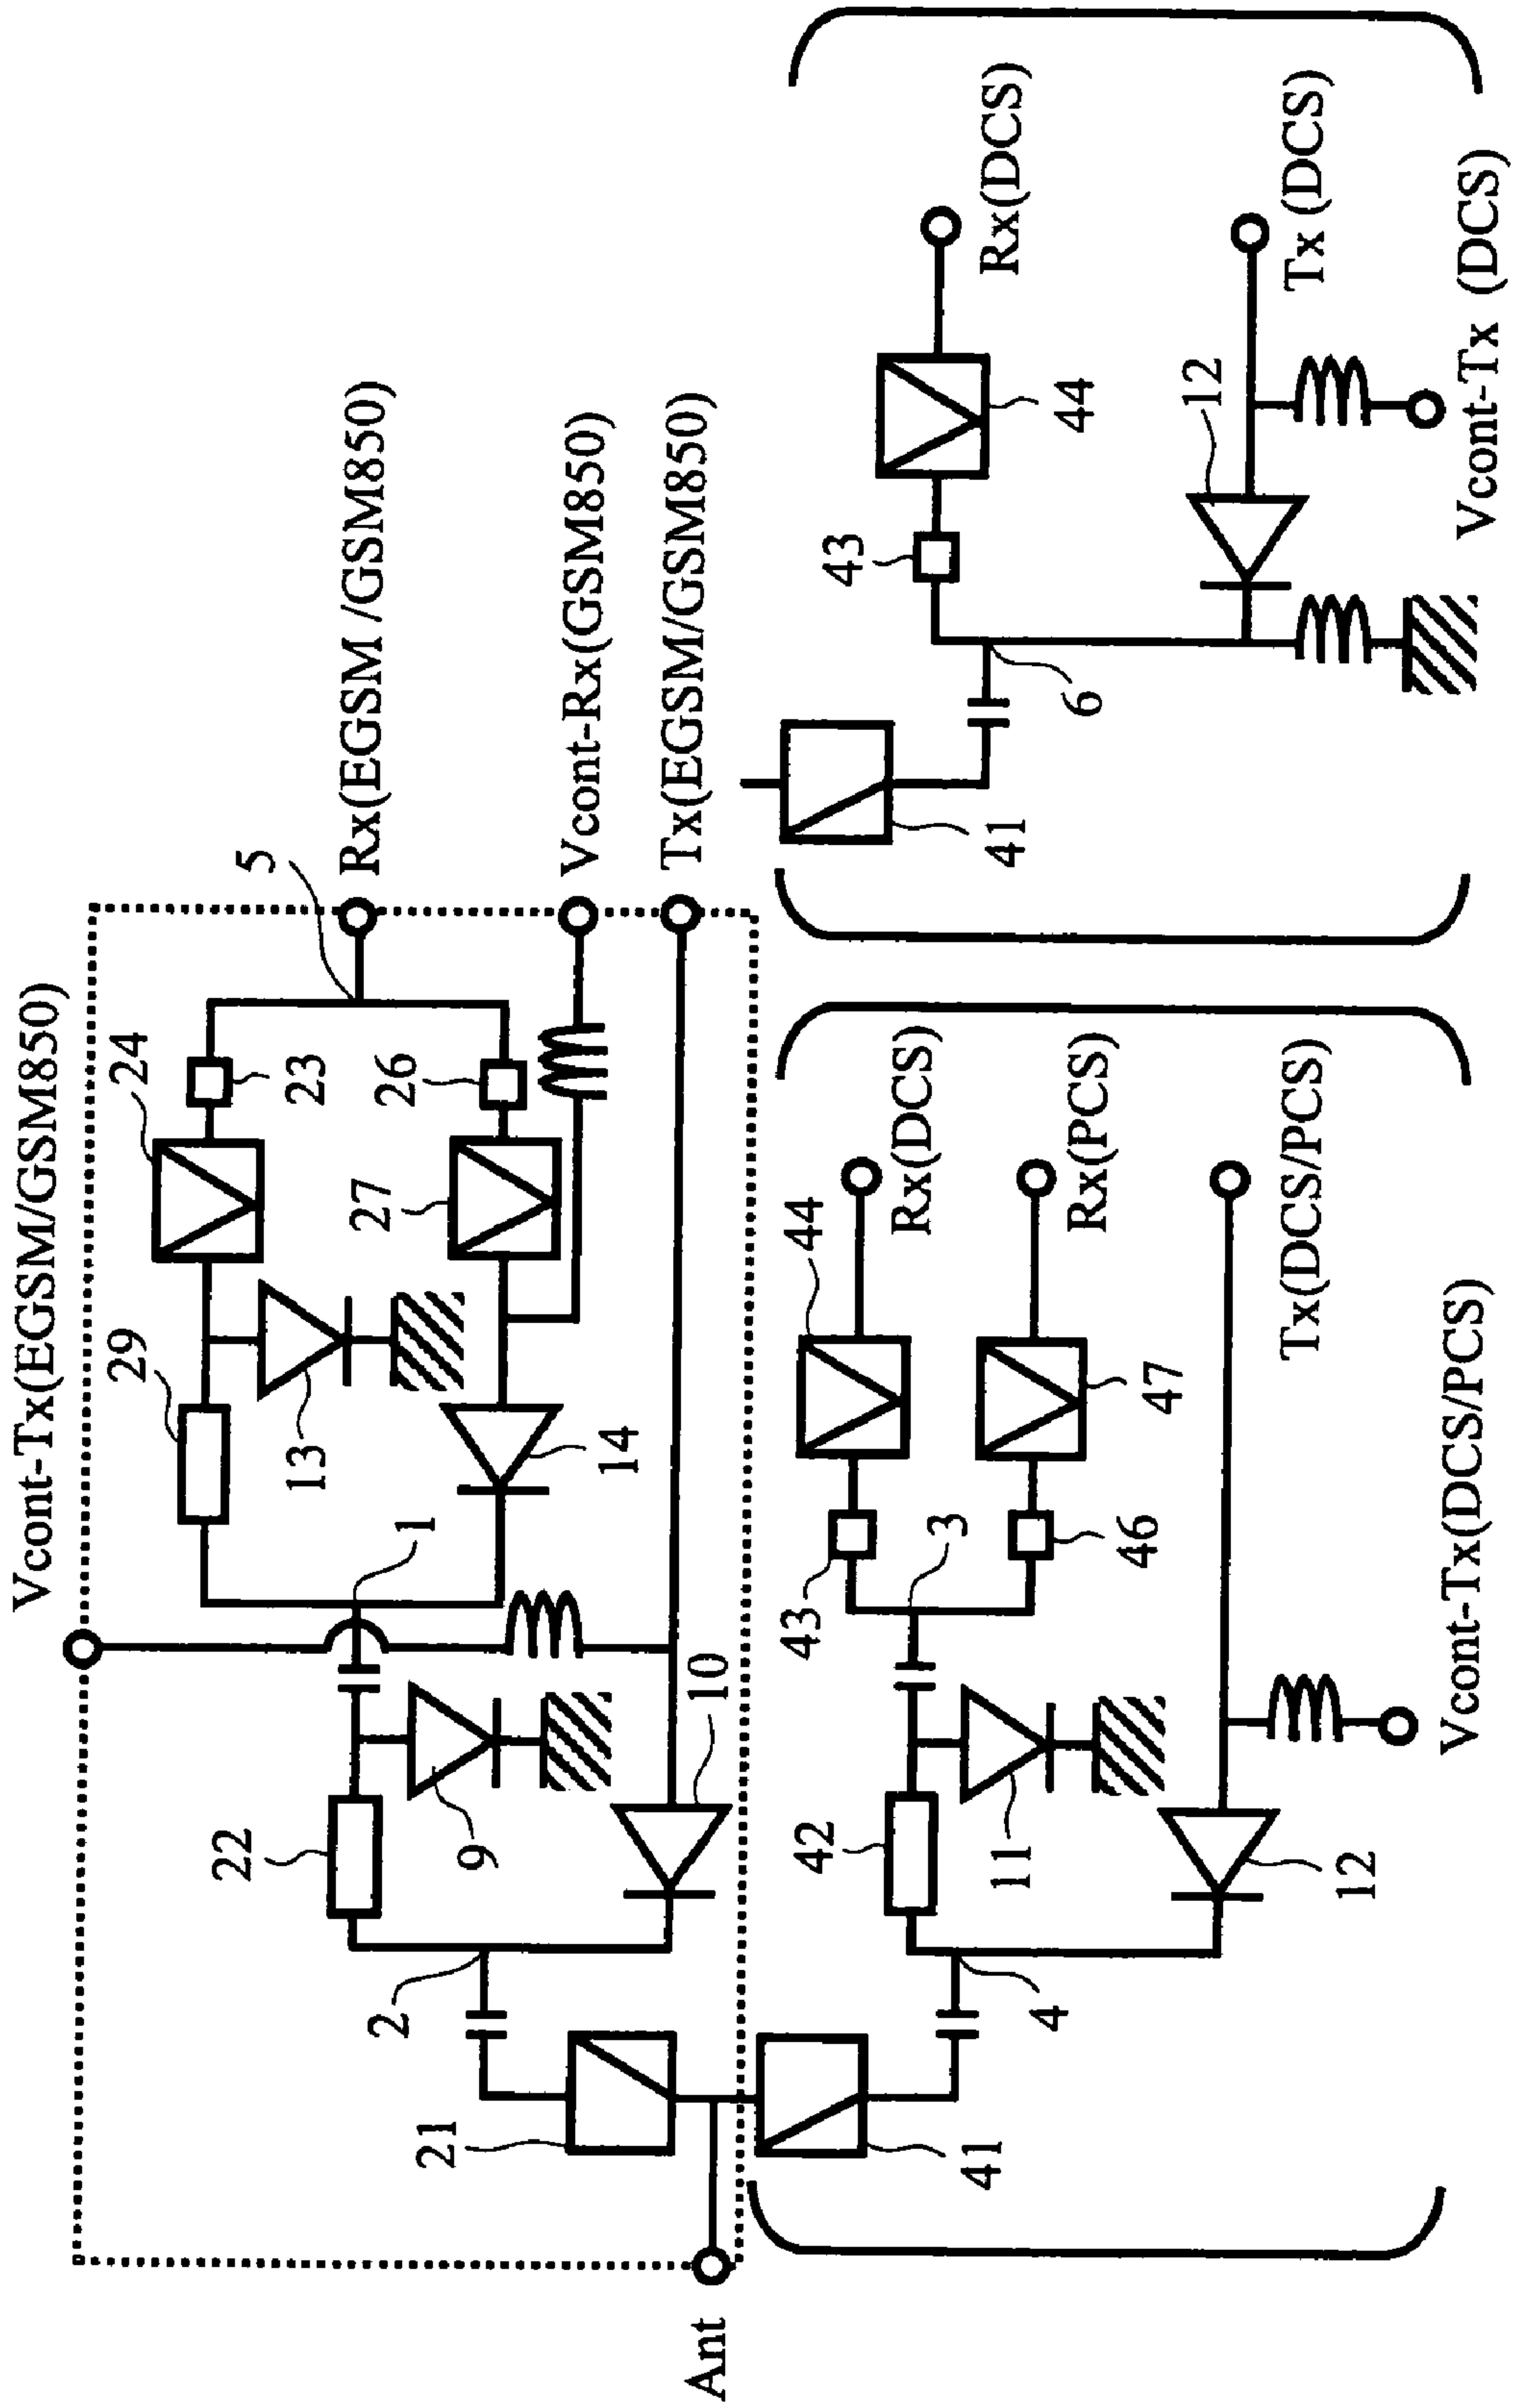 Vcont-Tx(EGSM/GSM850)
5
Rx(EGSM /GSM850)
24
23
29
13
26
Vcont-Rx(GSM850)
27
14
Tx(EGSM/GSM850)
1
22
9
10
2
21
Ant
41
4
42
11
12
43
3
46
44
Rx(DCS)
47
Rx(PCS)
Tx(DCS/PCS)
Vcont-Tx(DCS/PCS)
41
6
43
44
Rx(DCS)
12
Tx (DCS)
Vcont-Tx (DCS)